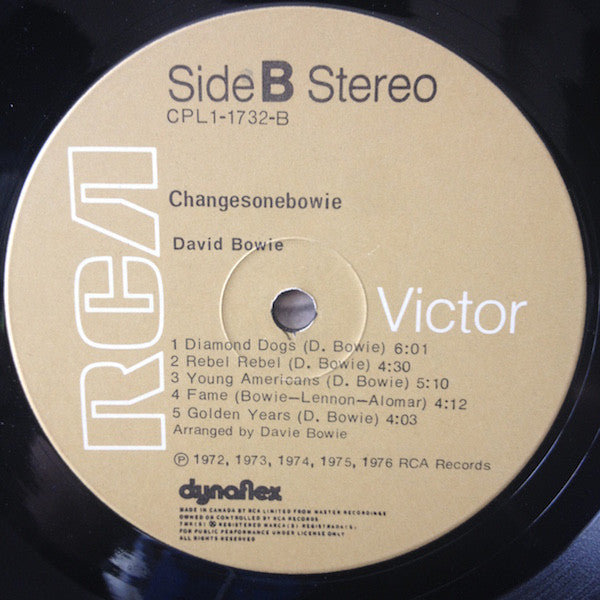 Side B Stereo
CPL1-1732-B
RCA
Changesonebowie
David Bowie
Victor
1 Diamond Dogs (D. Bowie) 6:01
2 Rebel Rebel (D. Bowie) 4:30
3 Young Americans (D. Bowie) 5:10
4 Fame (Bowie-Lennon-Alomar) 4:12
5 Golden Years (D. Bowie) 4:03
Arranged by Davie Bowie
Ⓟ 1972, 1973, 1974, 1975, 1976 RCA Records
dynaflex
MADE IN CANADA BY RCA LIMITED FROM MASTER RECORDINGS
OWNED OR CONTROLLED BY RCA RECORDS
TMK(S) ® REGISTERED MARCA(S) REGISTRADA(S)
FOR PUBLIC PERFORMANCE UNDER LICENSE ONLY
ALL RIGHTS RESERVED